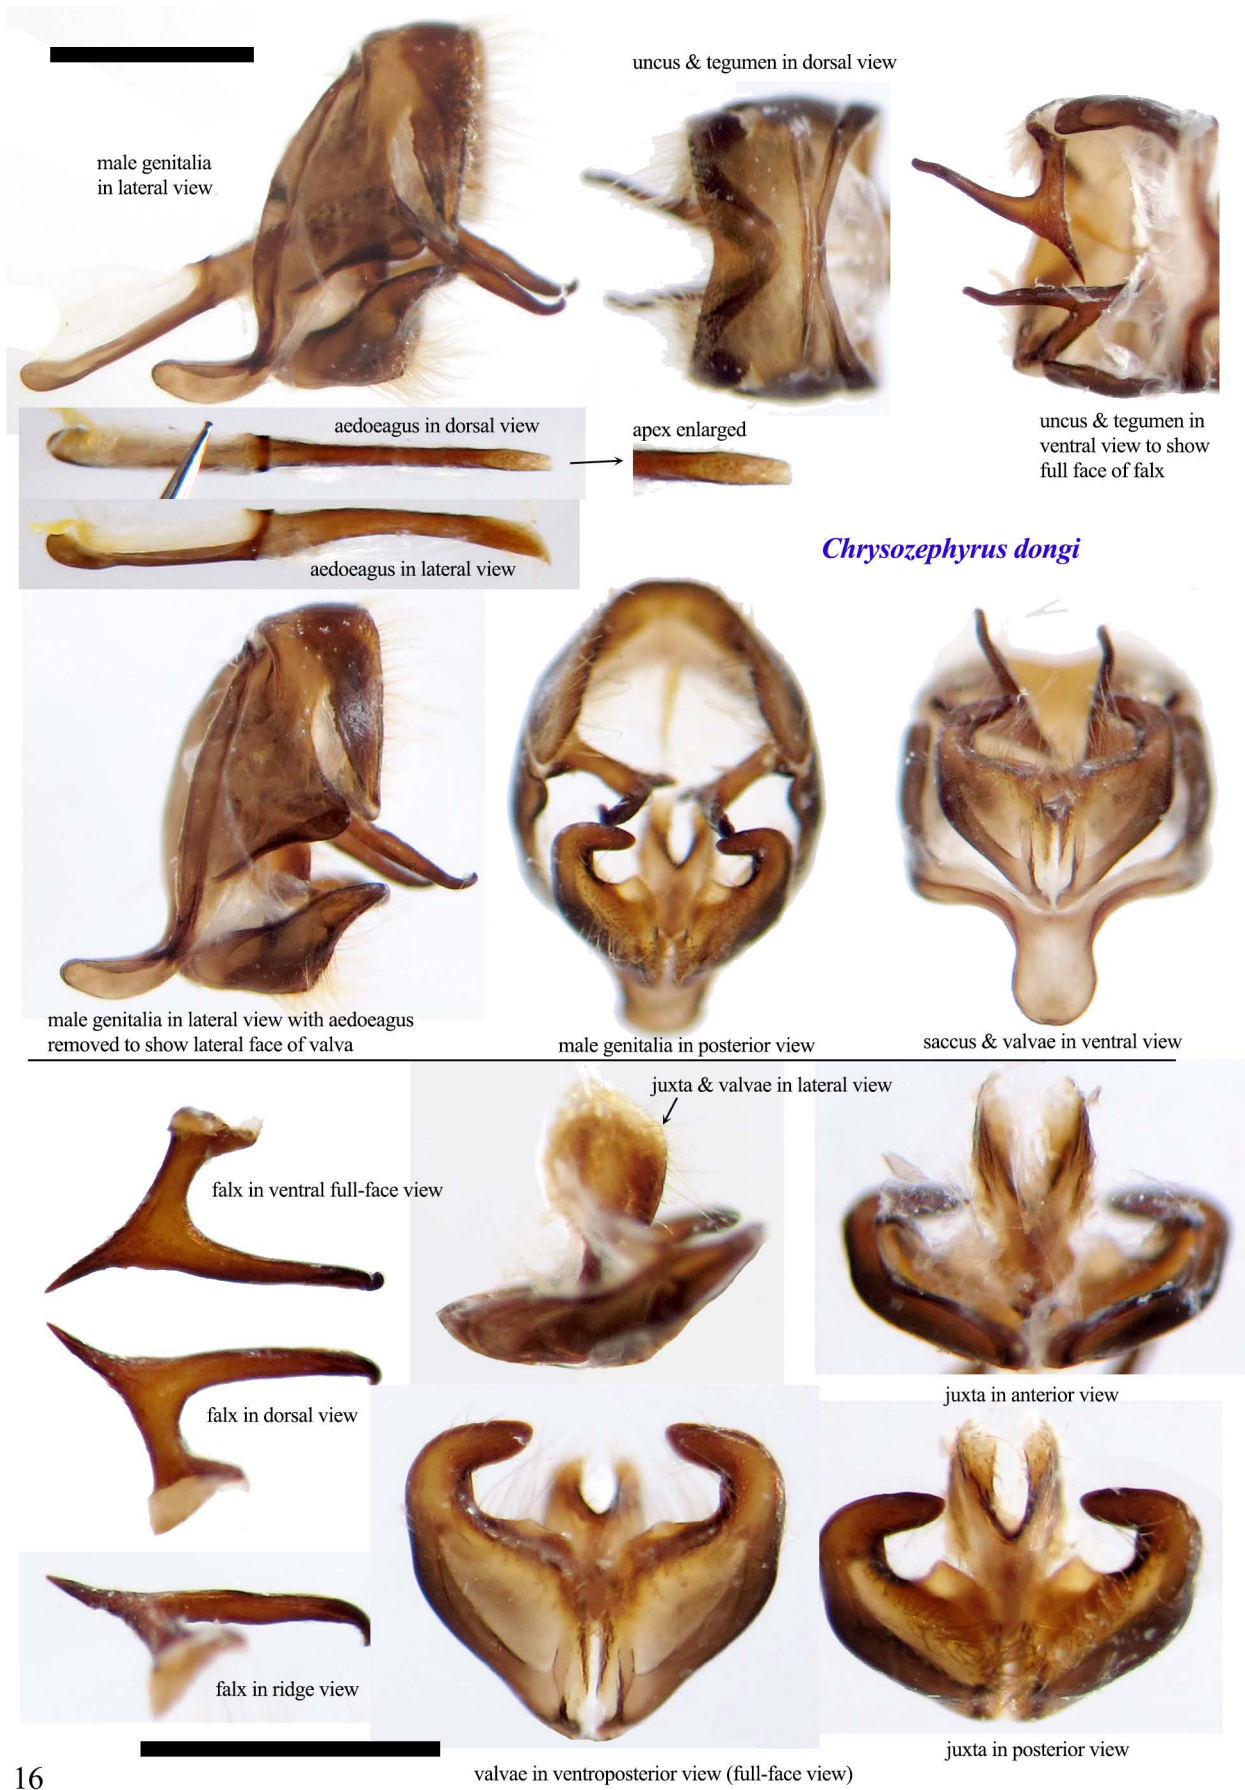 uncus & tegumen in dorsal view
male genitalia
in lateral view
aedoeagus in dorsal view
apex enlarged
uncus & tegumen in
ventral view to show
full face of falx
aedoeagus in lateral view
Chrysozephyrus dongi
male genitalia in lateral view with aedoeagus
removed to show lateral face of valva
male genitalia in posterior view
saccus & valvae in ventral view
juxta & valvae in lateral view
falx in ventral full-face view
falx in dorsal view
juxta in anterior view
falx in ridge view
juxta in posterior view
valvae in ventroposterior view (full-face view)
16